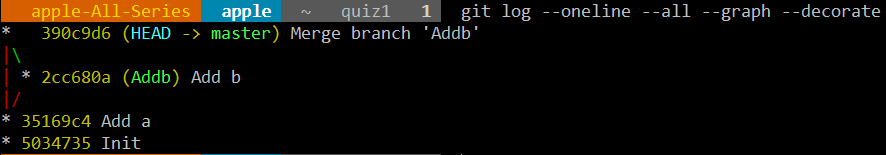 apple-All-Series apple ~ quiz1 1 git log --oneline --all --graph --decorate
*   390c9d6 (HEAD -> master) Merge branch 'Addb'
|\
| * 2cc680a (Addb) Add b
|/
* 35169c4 Add a
* 5034735 Init